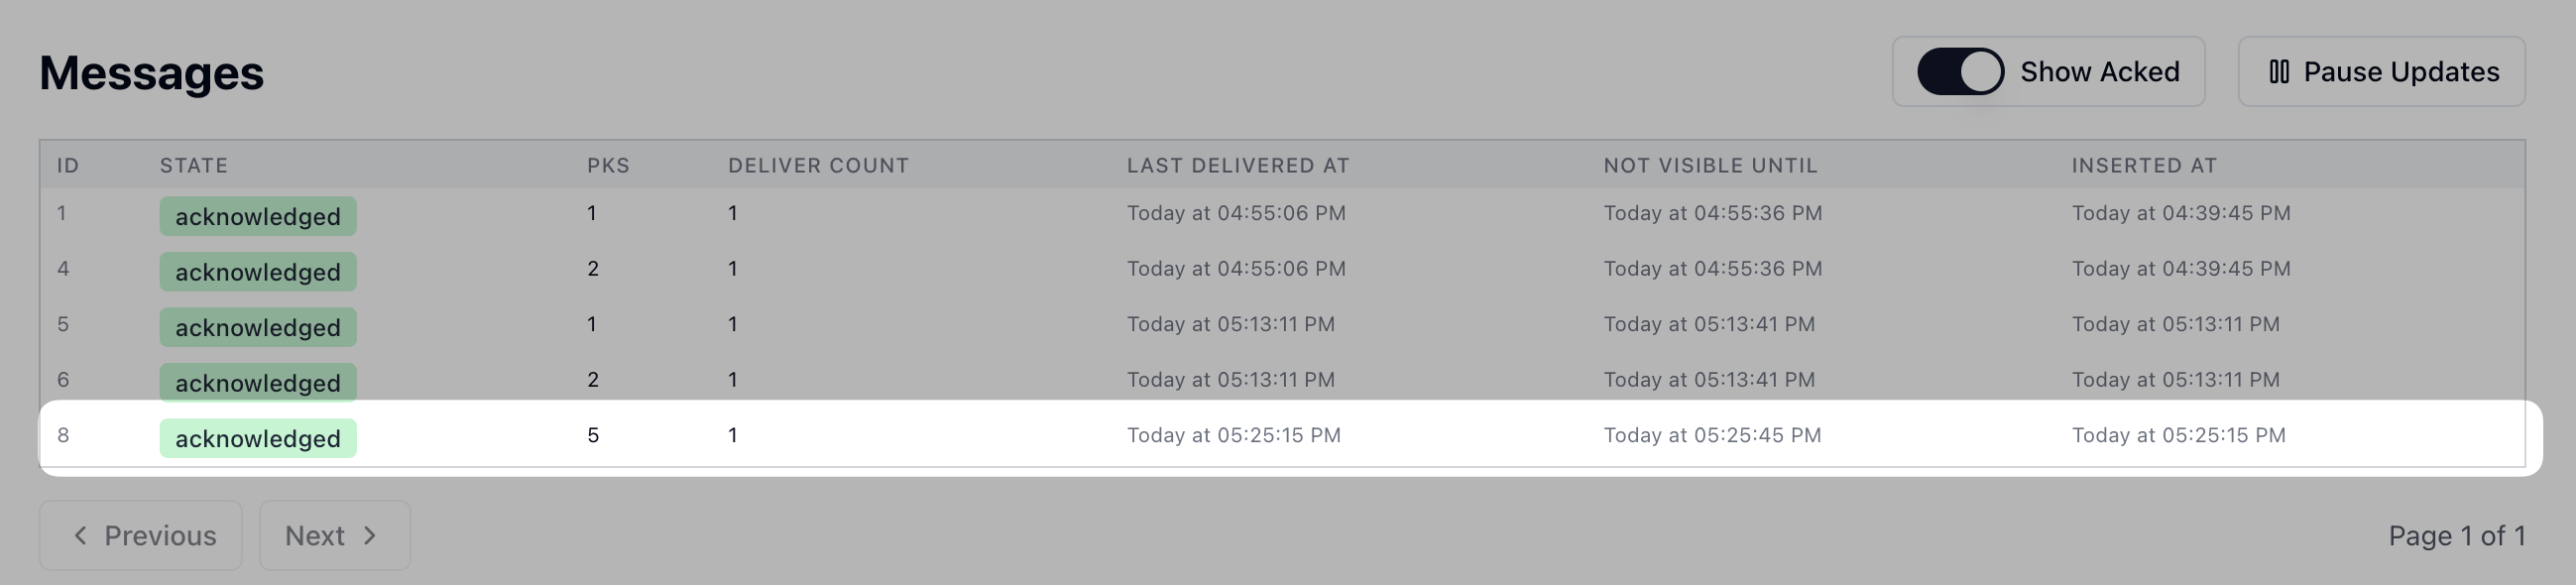 Messages Show Acked Pause Updates
ID STATE PKS DELIVER COUNT LAST DELIVERED AT NOT VISIBLE UNTIL INSERTED AT
1 acknowledged 1 1 Today at 04:55:06 PM Today at 04:55:36 PM Today at 04:39:45 PM
4 acknowledged 2 1 Today at 04:55:06 PM Today at 04:55:36 PM Today at 04:39:45 PM
5 acknowledged 1 1 Today at 05:13:11 PM Today at 05:13:41 PM Today at 05:13:11 PM
6 acknowledged 2 1 Today at 05:13:11 PM Today at 05:13:41 PM Today at 05:13:11 PM
8 acknowledged 5 1 Today at 05:25:15 PM Today at 05:25:45 PM Today at 05:25:15 PM
Previous Next Page 1 of 1